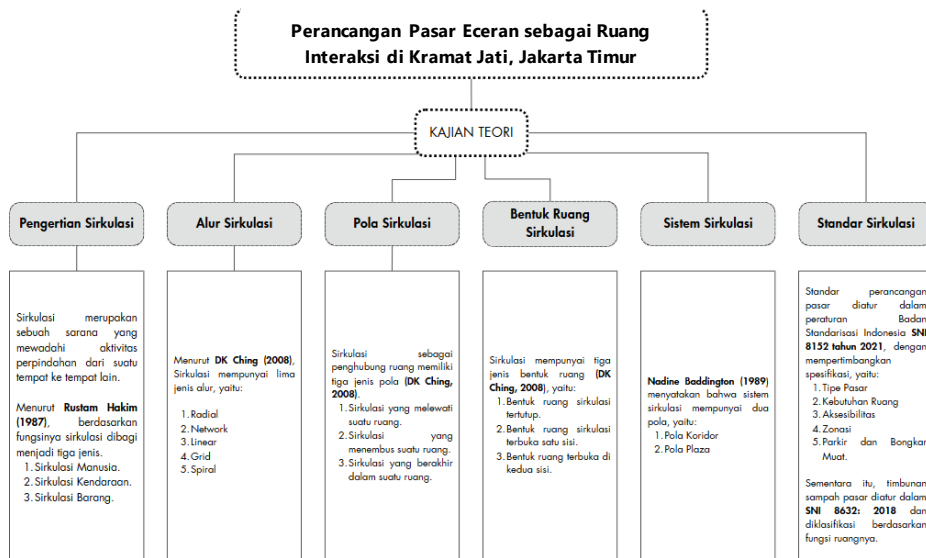 Perancangan Pasar Eceran sebagai Ruang
Interaksi di Kramat Jati, Jakarta Timur
KAJIAN TEORI
Pengertian Sirkulasi
Sirkulasi merupakan
sebuah sarana yang
mewadahi aktivitas
perpindahan dari suatu
tempat ke tempat lain.
Menurut Rustam Hakim
(1987), berdasarkan
fungsinya sirkulasi dibagi
menjadi tiga jenis.
1. Sirkulasi Manusia.
2. Sirkulasi Kendaraan.
3. Sirkulasi Barang.
Alur Sirkulasi
Menurut DK Ching (2008),
Sirkulasi mempunyai lima
jenis alur, yaitu:
1. Radial
2. Network
3. Linear
4. Grid
5. Spiral
Pola Sirkulasi
Sirkulasi sebagai
penghubung ruang memiliki
tiga jenis pola (DK Ching,
2008).
1. Sirkulasi yang melewati
suatu ruang.
2. Sirkulasi yang
menembus suatu ruang.
3. Sirkulasi yang berakhir
dalam suatu ruang.
Bentuk Ruang
Sirkulasi
Sirkulasi mempunyai tiga
jenis bentuk ruang (DK
Ching, 2008), yaitu:
1. Bentuk ruang sirkulasi
tertutup.
2. Bentuk ruang sirkulasi
terbuka satu sisi.
3. Bentuk ruang terbuka di
kedua sisi.
Sistem Sirkulasi
Nadine Baddington (1989)
menyatakan bahwa sistem
sirkulasi mempunyai dua
pola, yaitu:
1. Pola Koridor
2. Pola Plaza
Standar Sirkulasi
Standar perancangan
pasar diatur dalam
peraturan Badan
Standarisasi Indonesia SNI
8152 tahun 2021, dengan
mempertimbangkan
spesifikasi, yaitu:
1. Tipe Pasar
2. Kebutuhan Ruang
3. Aksesibilitas
4. Zonasi
5. Parkir dan Bongkar
Muat.
Sementara itu, timbunan
sampah pasar diatur dalam
SNI 8632: 2018 dan
diklasifikasi berdasarkan
fungsi ruangnya.